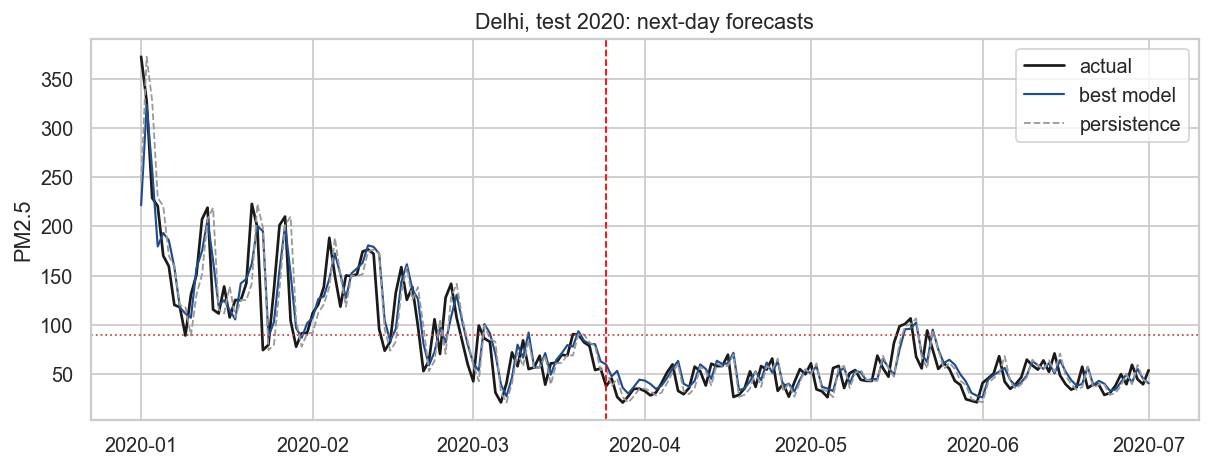 Delhi, test 2020: next-day forecasts
actual
best model
persistence
PM2.5
350
300
250
200
150
100
50
2020-01 2020-02 2020-03 2020-04 2020-05 2020-06 2020-07